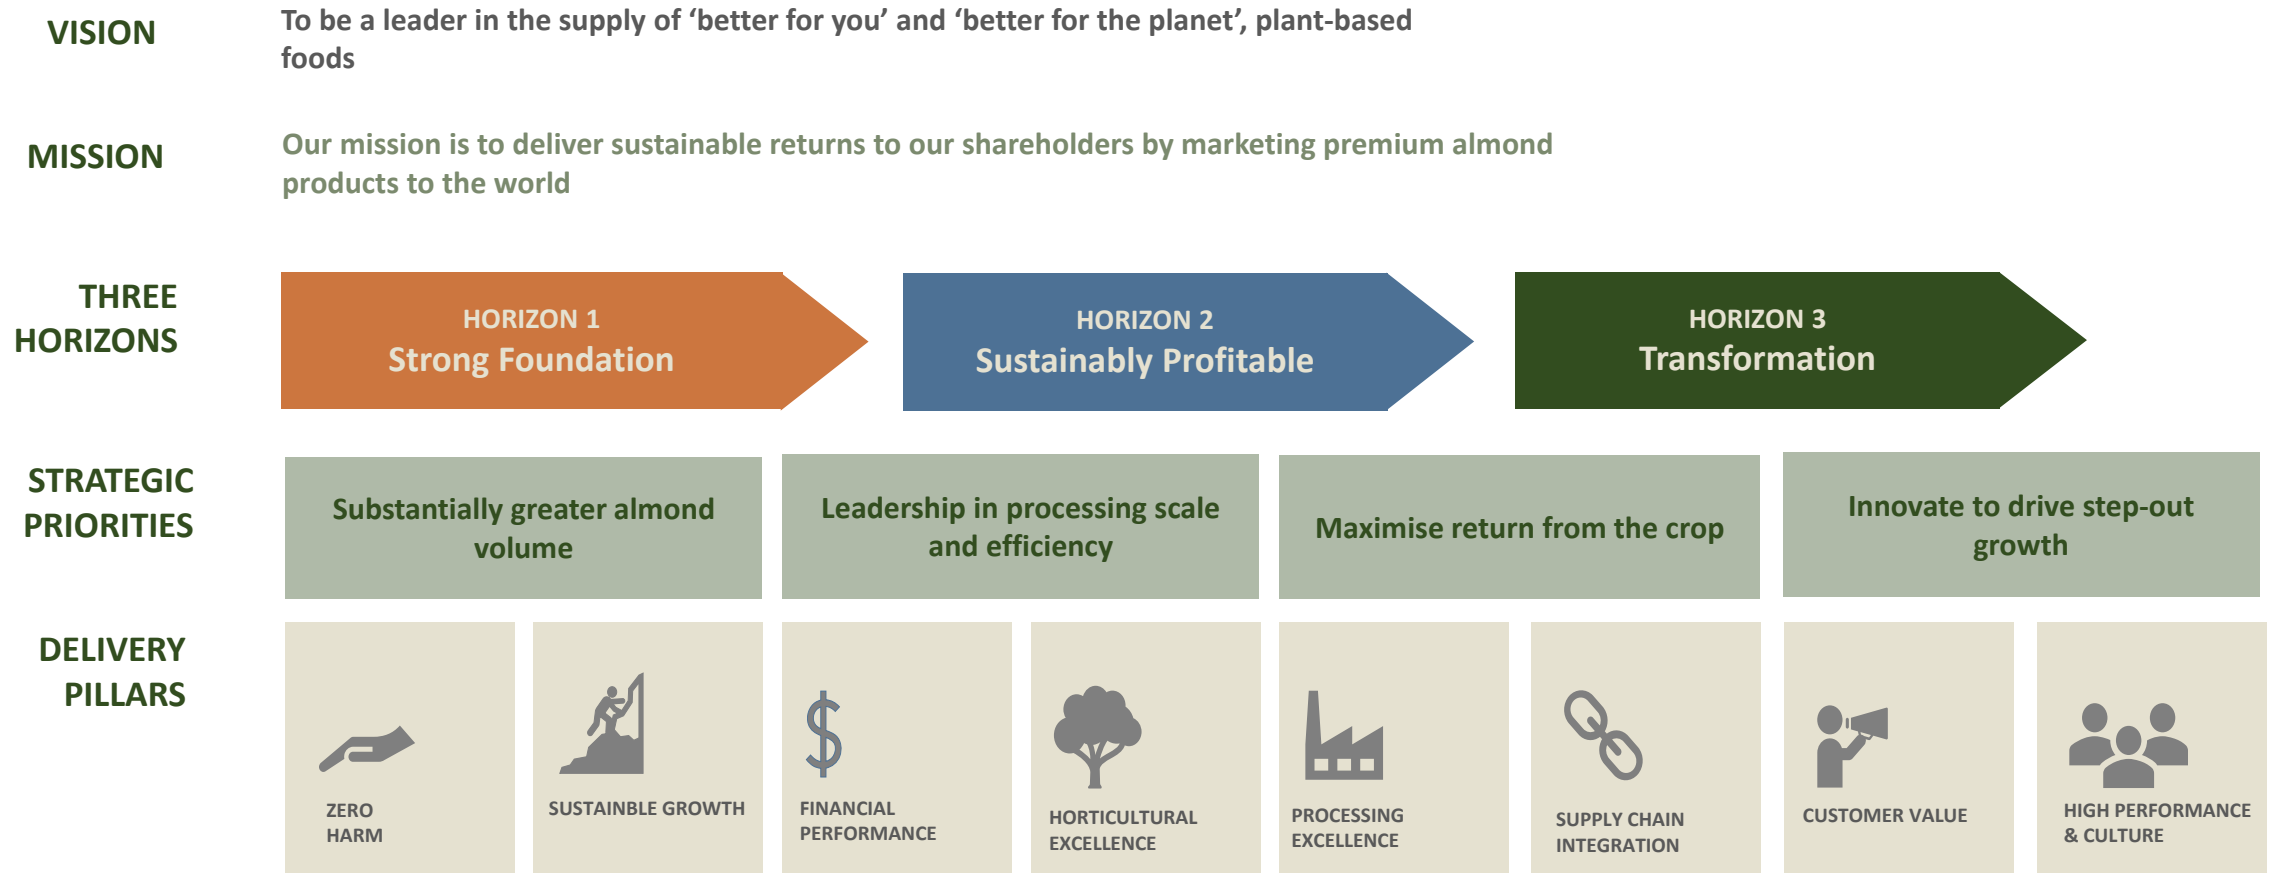 VISION
To be a leader in the supply of ‘better for you’ and ‘better for the planet’, plant-based
foods
MISSION
Our mission is to deliver sustainable returns to our shareholders by marketing premium almond
products to the world
THREE
HORIZONS
HORIZON 1
Strong Foundation
HORIZON 2
Sustainably Profitable
HORIZON 3
Transformation
STRATEGIC
PRIORITIES
Substantially greater almond
volume
Leadership in processing scale
and efficiency
Maximise return from the crop
Innovate to drive step-out
growth
DELIVERY
PILLARS
ZERO
HARM
SUSTAINBLE GROWTH
$
FINANCIAL
PERFORMANCE
HORTICULTURAL
EXCELLENCE
PROCESSING
EXCELLENCE
SUPPLY CHAIN
INTEGRATION
CUSTOMER VALUE
HIGH PERFORMANCE
& CULTURE